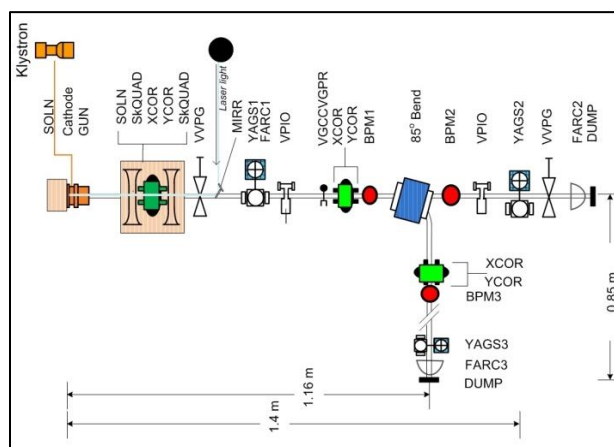 Klystron
SOLN
Cathode
GUN
SOLN
SkQUAD
XCOR
YCOR
SkQUAD
VVPG
Laser light
MIRR
YAGS1
FARC1
VPIO
VGCCVGPR
XCOR
YCOR
BPM1
85° Bend
BPM2
VPIO
YAGS2
VVPG
FARC2
DUMP
XCOR
YCOR
BPM3
0.85 m
YAGS3
FARC3
DUMP
1.16 m
1.4 m